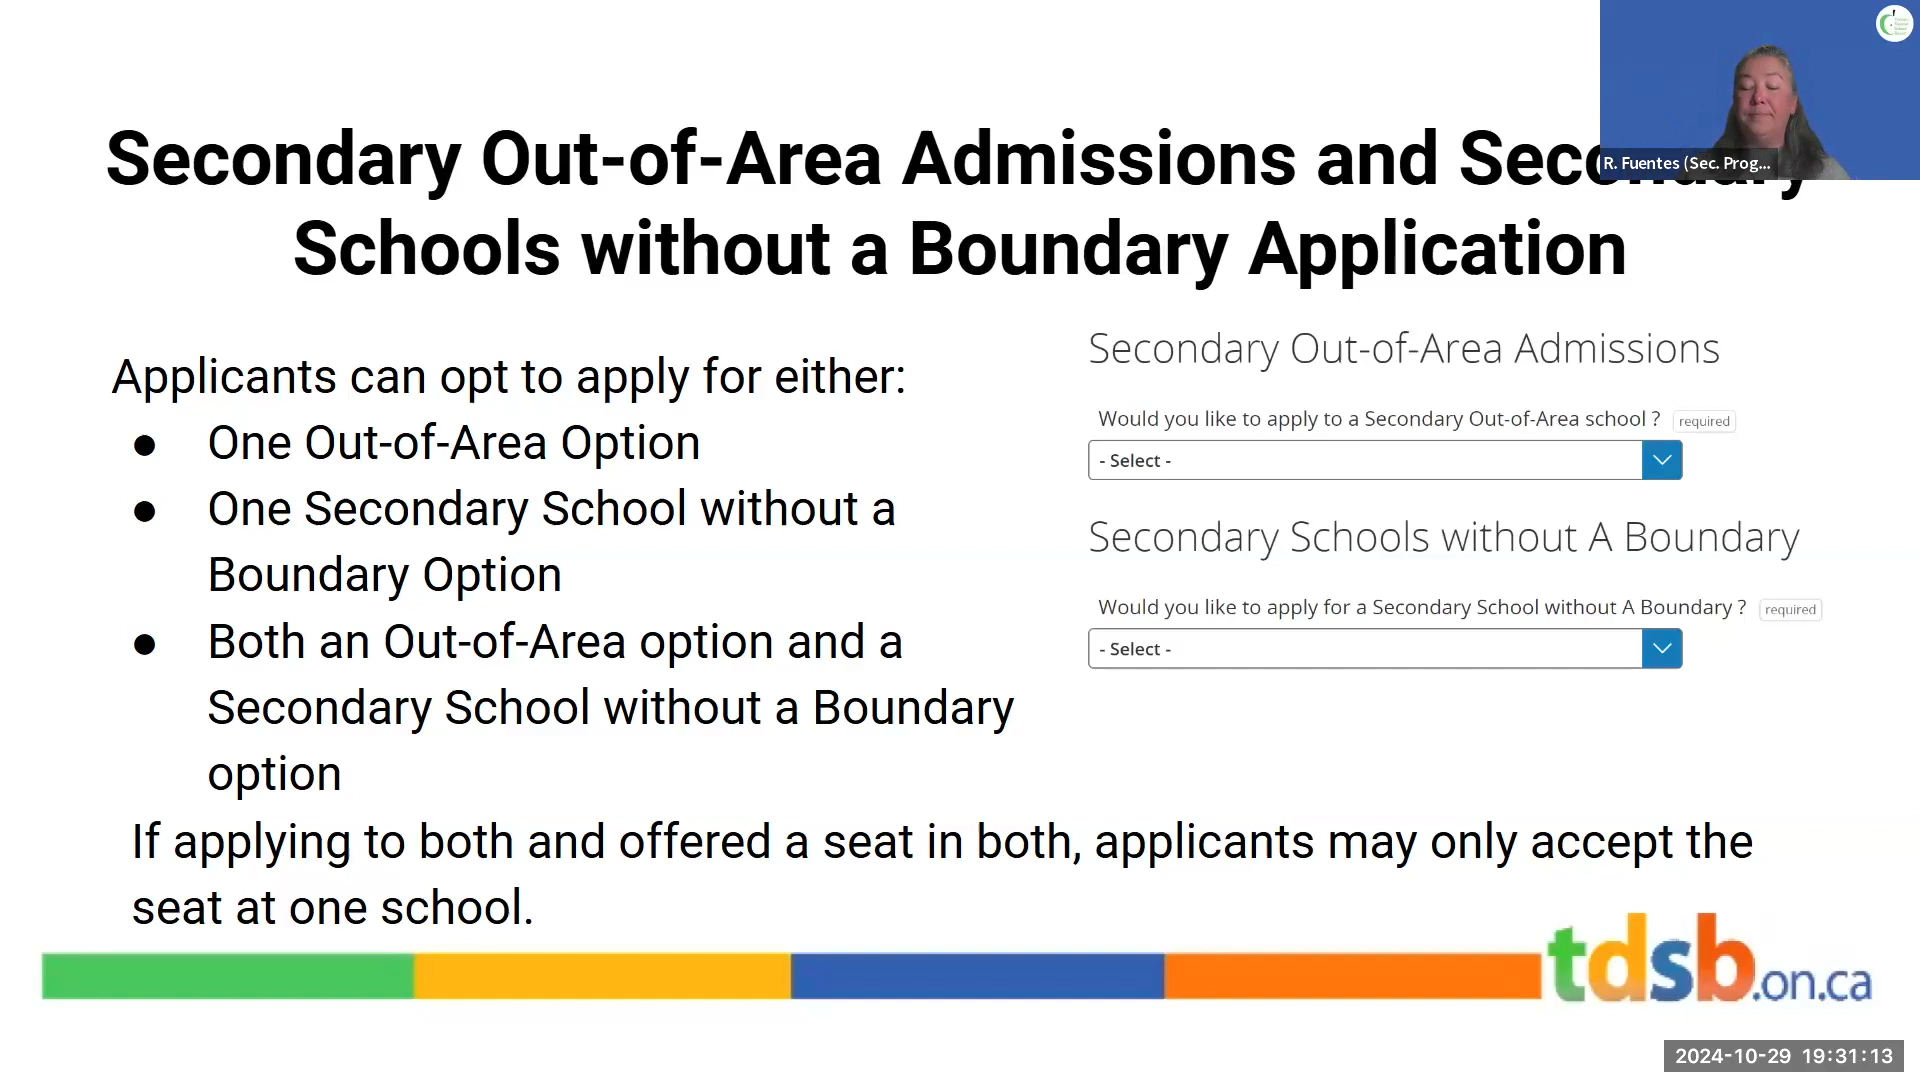 Secondary Out-of-Area Admissions and Secondary
Schools without a Boundary Application
R. Fuentes (Sec. Prog...
Applicants can opt to apply for either:
● One Out-of-Area Option
● One Secondary School without a
Boundary Option
● Both an Out-of-Area option and a
Secondary School without a Boundary
option
If applying to both and offered a seat in both, applicants may only accept the
seat at one school.
Secondary Out-of-Area Admissions
Would you like to apply to a Secondary Out-of-Area school ? required
- Select -
Secondary Schools without A Boundary
Would you like to apply for a Secondary School without A Boundary ? required
- Select -
tdsb.on.ca
2024-10-29 19:31:13